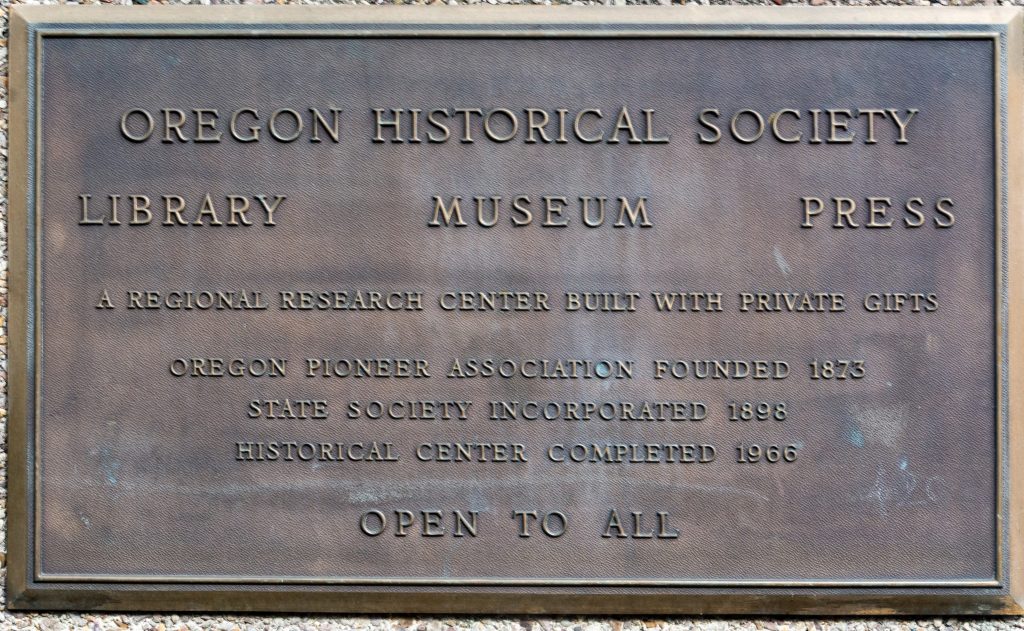 OREGON HISTORICAL SOCIETY
LIBRARY MUSEUM PRESS
A REGIONAL RESEARCH CENTER BUILT WITH PRIVATE GIFTS
OREGON PIONEER ASSOCIATION FOUNDED 1873
STATE SOCIETY INCORPORATED 1898
HISTORICAL CENTER COMPLETED 1966
OPEN TO ALL